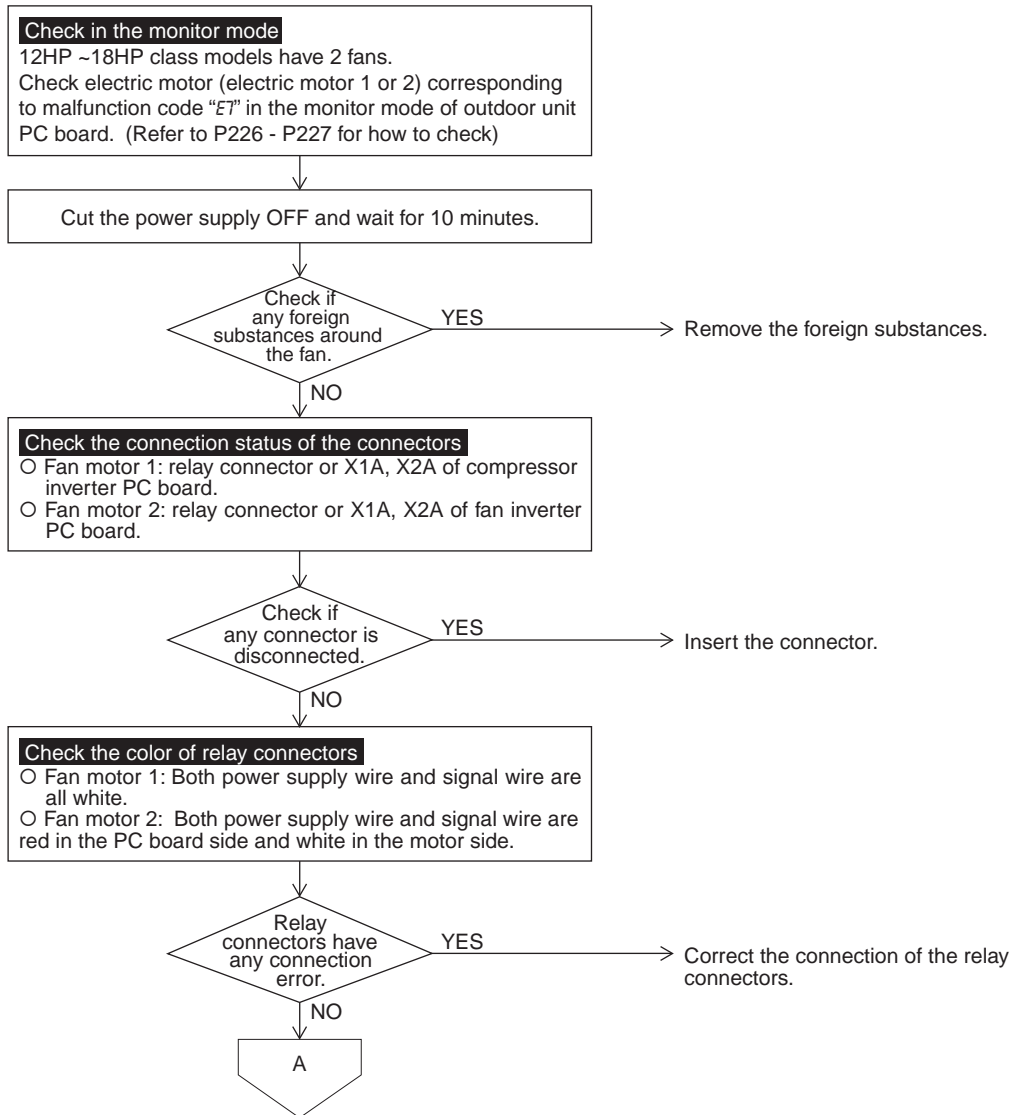 Check in the monitor mode
12HP ~18HP class models have 2 fans.
Check electric motor (electric motor 1 or 2) corresponding
to malfunction code “E7” in the monitor mode of outdoor unit
PC board. (Refer to P226 - P227 for how to check)
Cut the power supply OFF and wait for 10 minutes.
Check if
any foreign
substances around
the fan.
YES
Remove the foreign substances.
NO
Check the connection status of the connectors
○ Fan motor 1: relay connector or X1A, X2A of compressor
inverter PC board.
○ Fan motor 2: relay connector or X1A, X2A of fan inverter
PC board.
Check if
any connector is
disconnected.
YES
Insert the connector.
NO
Check the color of relay connectors
○ Fan motor 1: Both power supply wire and signal wire are
all white.
○ Fan motor 2: Both power supply wire and signal wire are
red in the PC board side and white in the motor side.
Relay
connectors have
any connection
error.
YES
Correct the connection of the relay
connectors.
NO
A